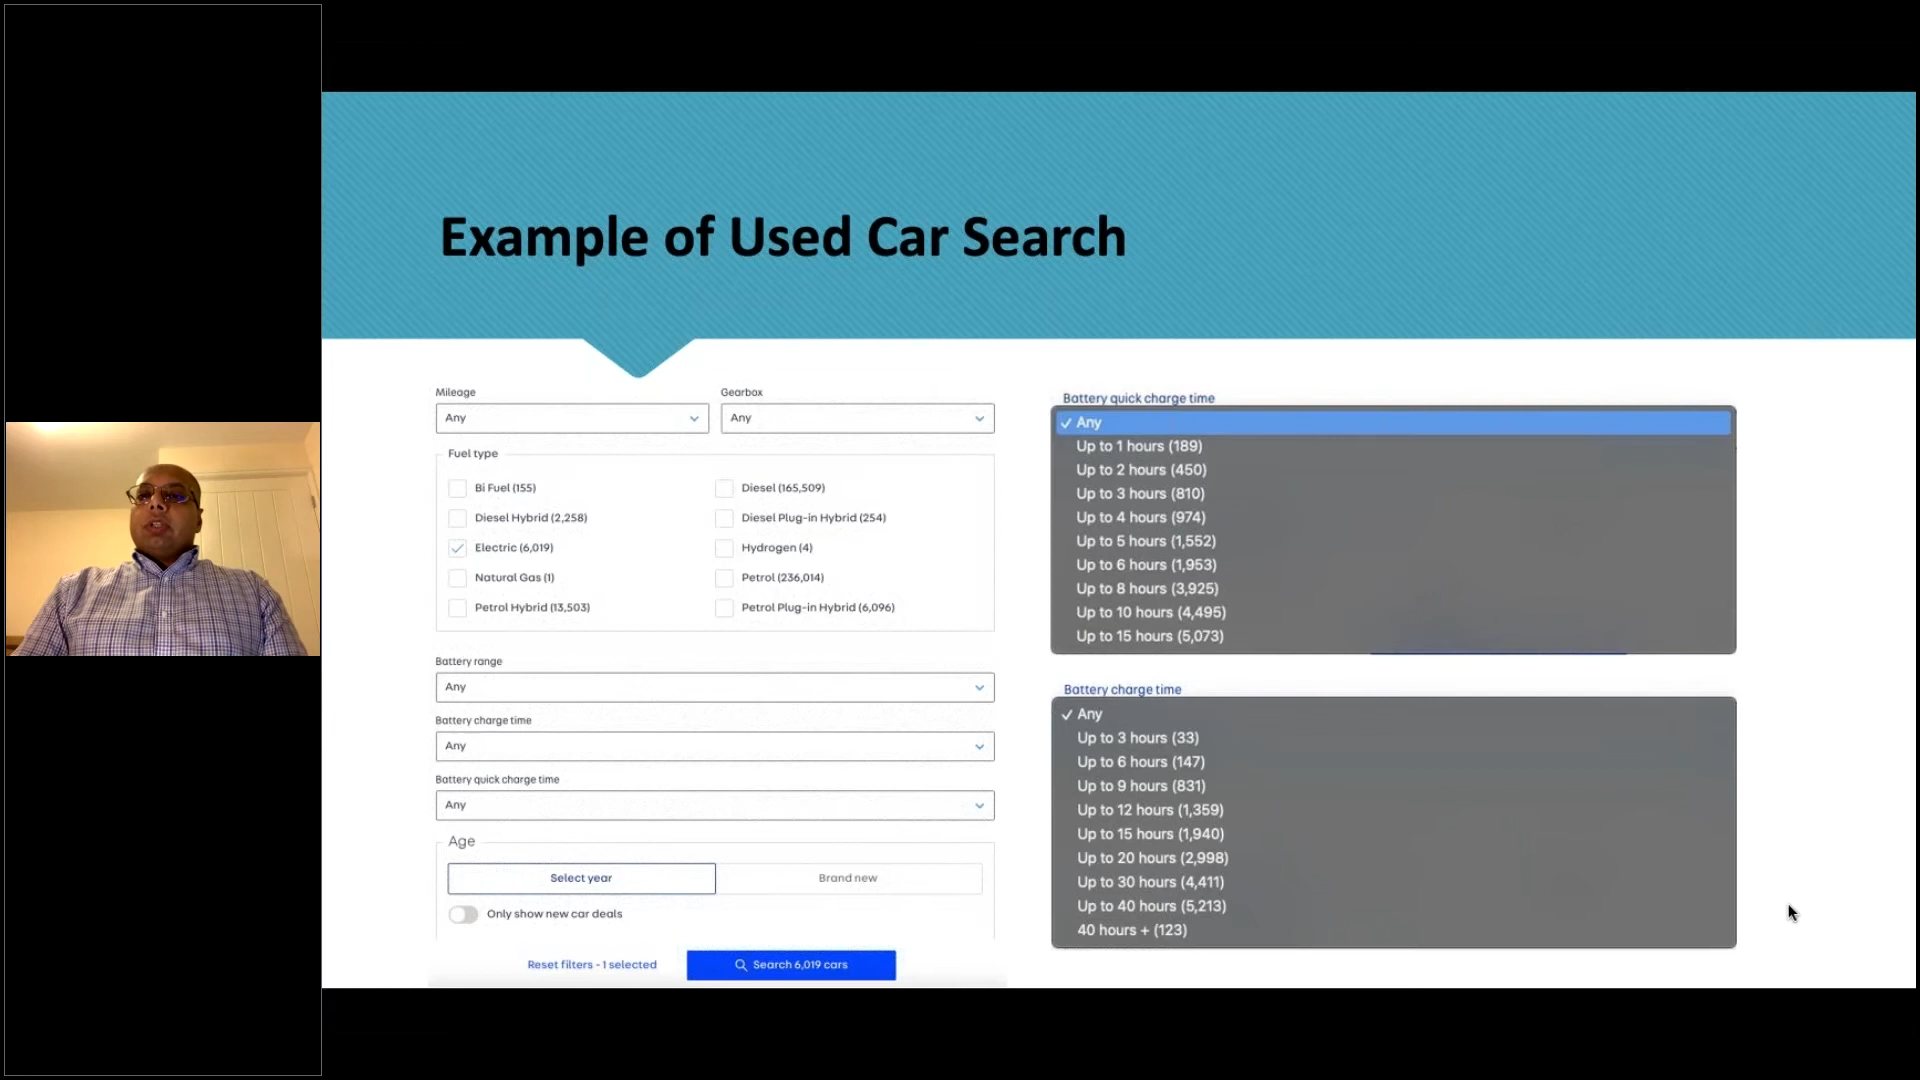 Example of Used Car Search
Mileage
Gearbox
Any
Any
Fuel type
Bi Fuel (155)
Diesel (165,509)
Diesel Hybrid (2,258)
Diesel Plug-in Hybrid (254)
Electric (6,019)
Hydrogen (4)
Natural Gas (1)
Petrol (236,014)
Petrol Hybrid (13,503)
Petrol Plug-in Hybrid (6,096)
Battery range
Any
Battery charge time
Any
Battery quick charge time
Any
Age
Select year
Brand new
Only show new car deals
Reset filters - 1 selected
Search 6,019 cars
Battery quick charge time
✓ Any
Up to 1 hours (189)
Up to 2 hours (450)
Up to 3 hours (810)
Up to 4 hours (974)
Up to 5 hours (1,552)
Up to 6 hours (1,953)
Up to 8 hours (3,925)
Up to 10 hours (4,495)
Up to 15 hours (5,073)
Battery charge time
✓ Any
Up to 3 hours (33)
Up to 6 hours (147)
Up to 9 hours (831)
Up to 12 hours (1,359)
Up to 15 hours (1,940)
Up to 20 hours (2,998)
Up to 30 hours (4,411)
Up to 40 hours (5,213)
40 hours + (123)